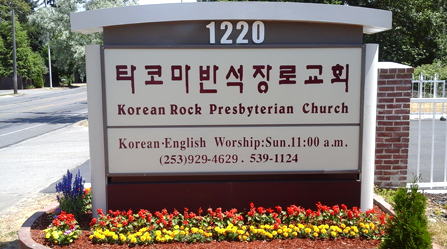 1220
타코마반석장로교회
Korean Rock Presbyterian Church
Korean·English Worship:Sun.11:00 a.m.
(253)929-4629 . 539-1124